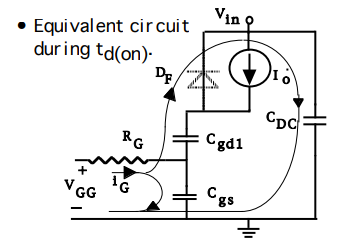 • Equivalent circuit
during td(on).
Vin
DF
Io
CDC
RG
Cgd1
+
VGG
iG
Cgs
−